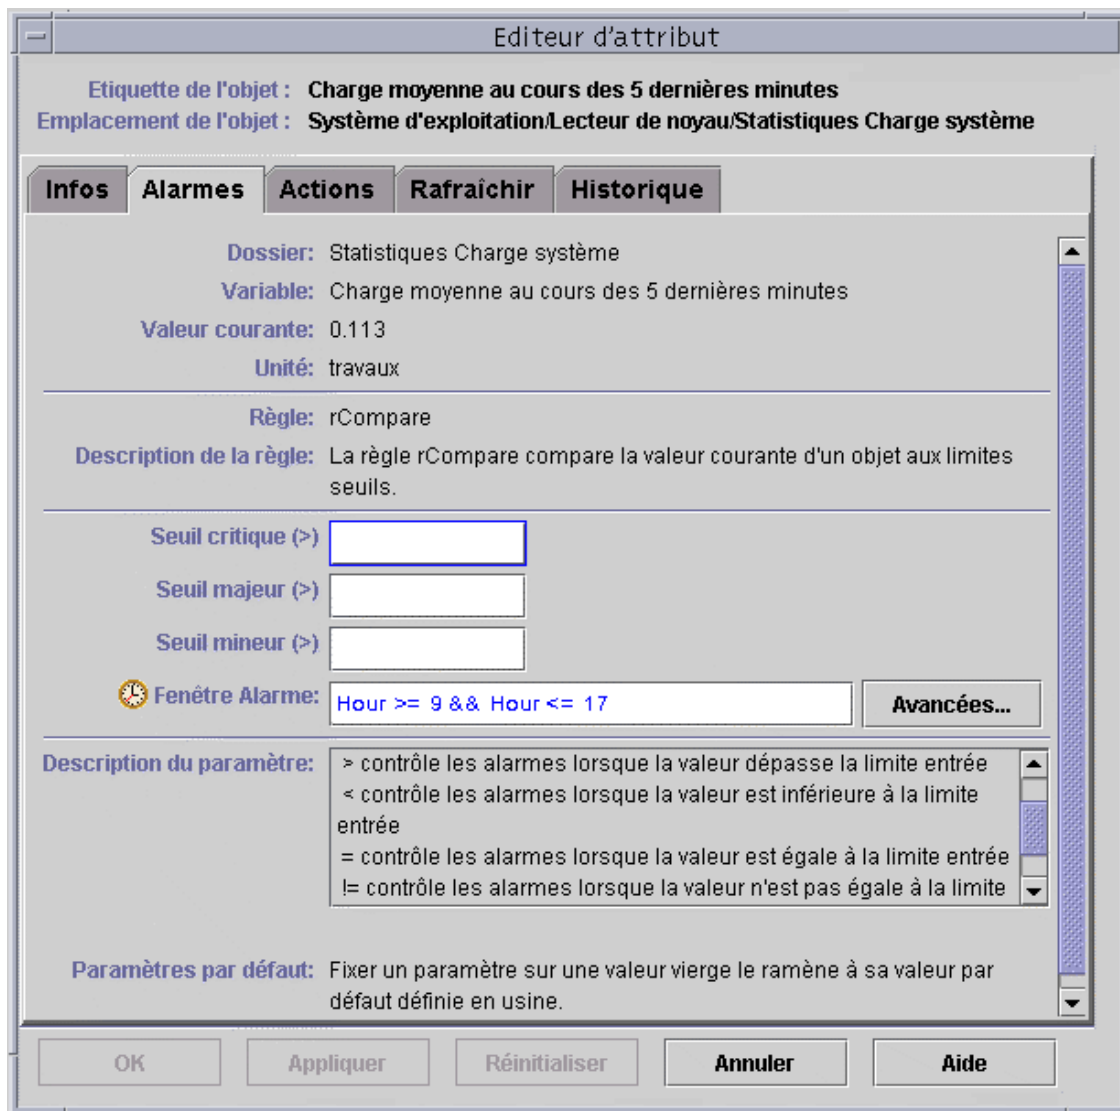 Editeur d'attribut
Etiquette de l'objet : Charge moyenne au cours des 5 dernières minutes
Emplacement de l'objet : Système d'exploitation/Lecteur de noyau/Statistiques Charge système
Infos Alarmes Actions Rafraîchir Historique
Dossier: Statistiques Charge système
Variable: Charge moyenne au cours des 5 dernières minutes
Valeur courante: 0.113
Unité: travaux
Règle: rCompare
Description de la règle: La règle rCompare compare la valeur courante d'un objet aux limites
seuils.
Seuil critique (>)
Seuil majeur (>)
Seuil mineur (>)
Fenêtre Alarme: Hour >= 9 && Hour <= 17 Avancées...
Description du paramètre: > contrôle les alarmes lorsque la valeur dépasse la limite entrée
< contrôle les alarmes lorsque la valeur est inférieure à la limite
entrée
= contrôle les alarmes lorsque la valeur est égale à la limite entrée
!= contrôle les alarmes lorsque la valeur n'est pas égale à la limite
Paramètres par défaut: Fixer un paramètre sur une valeur vierge le ramène à sa valeur par
défaut définie en usine.
OK Appliquer Réinitialiser Annuler Aide